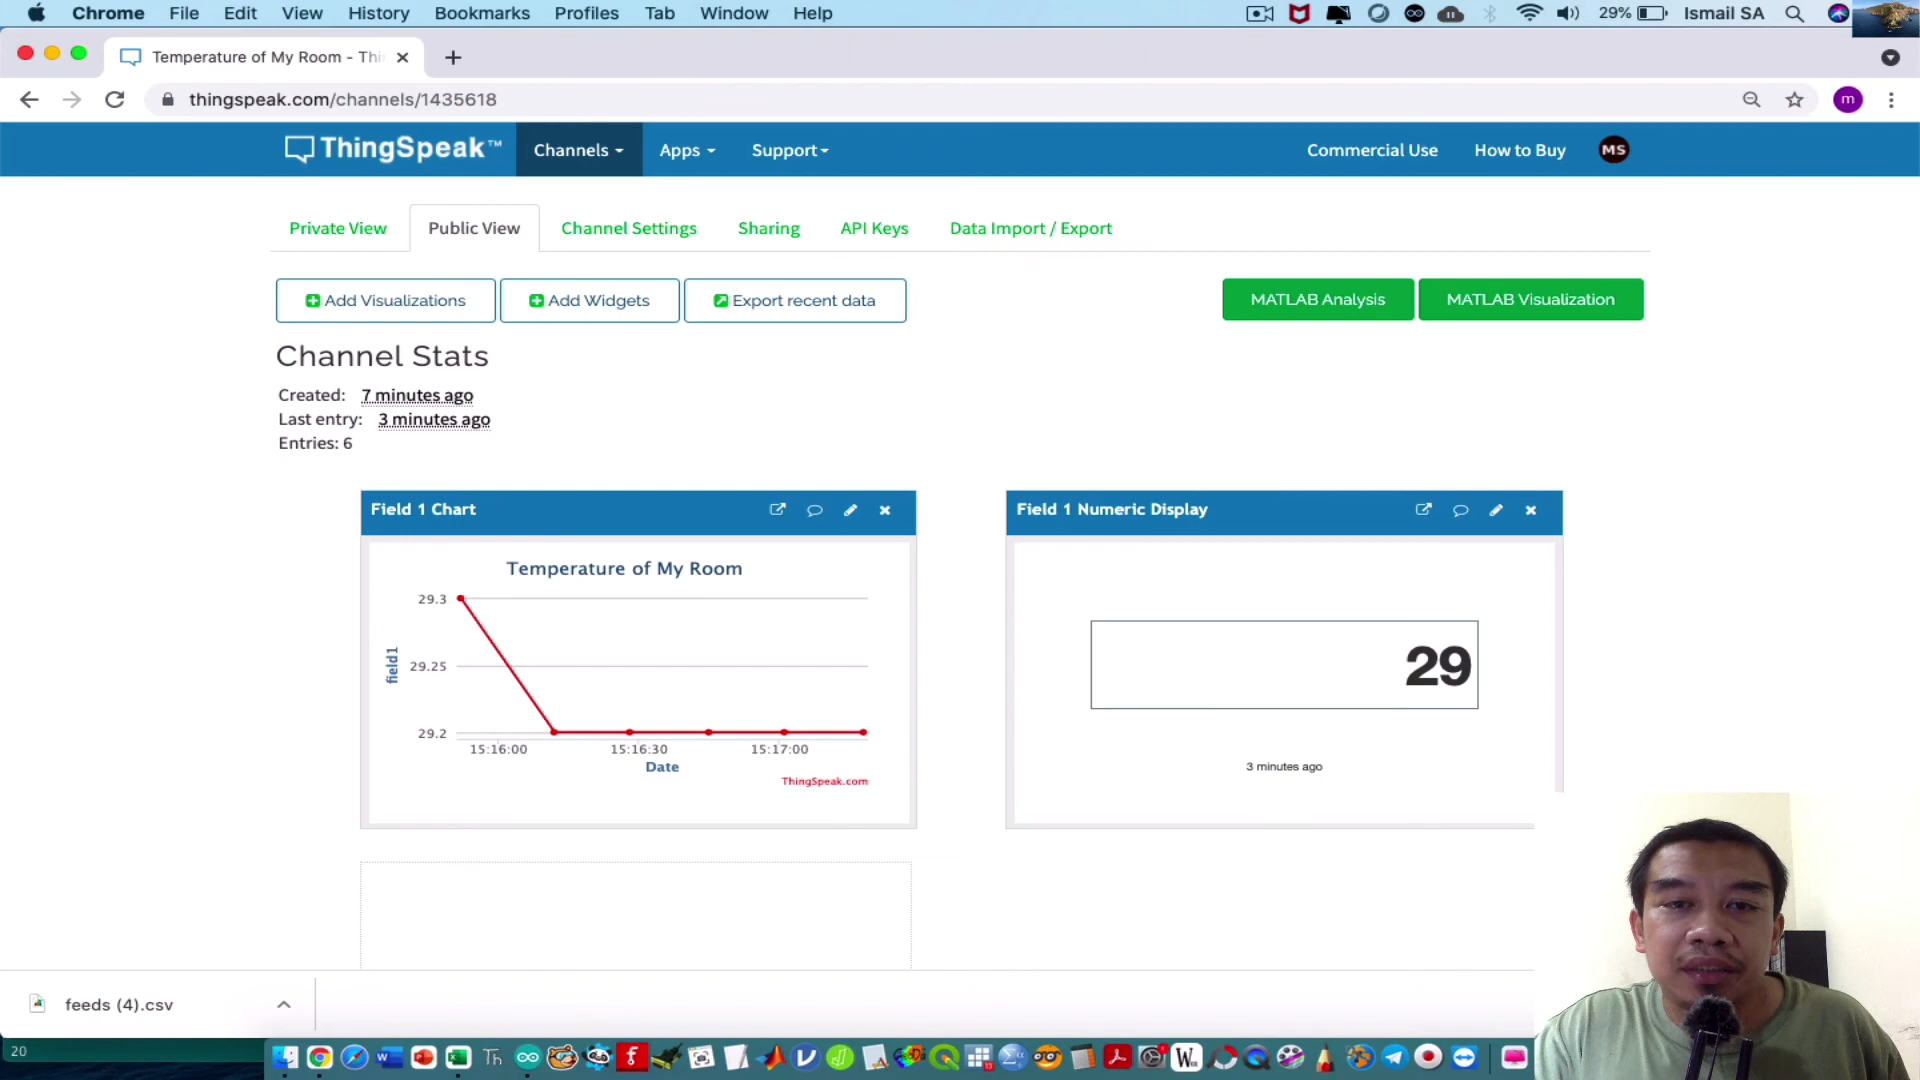 Chrome File Edit View History Bookmarks Profiles Tab Window Help 29% Ismail SA
Temperature of My Room - Thi
thingspeak.com/channels/1435618 m
ThingSpeak™ Channels Apps Support Commercial Use How to Buy MS
Private View Public View Channel Settings Sharing API Keys Data Import / Export
Add Visualizations Add Widgets Export recent data MATLAB Analysis MATLAB Visualization
Channel Stats
Created: 7 minutes ago
Last entry: 3 minutes ago
Entries: 6
Field 1 Chart
Temperature of My Room
29.3
29.25
29.2
field1
15:16:00 15:16:30 15:17:00
Date
ThingSpeak.com
Field 1 Numeric Display
29
3 minutes ago
feeds (4).csv
20